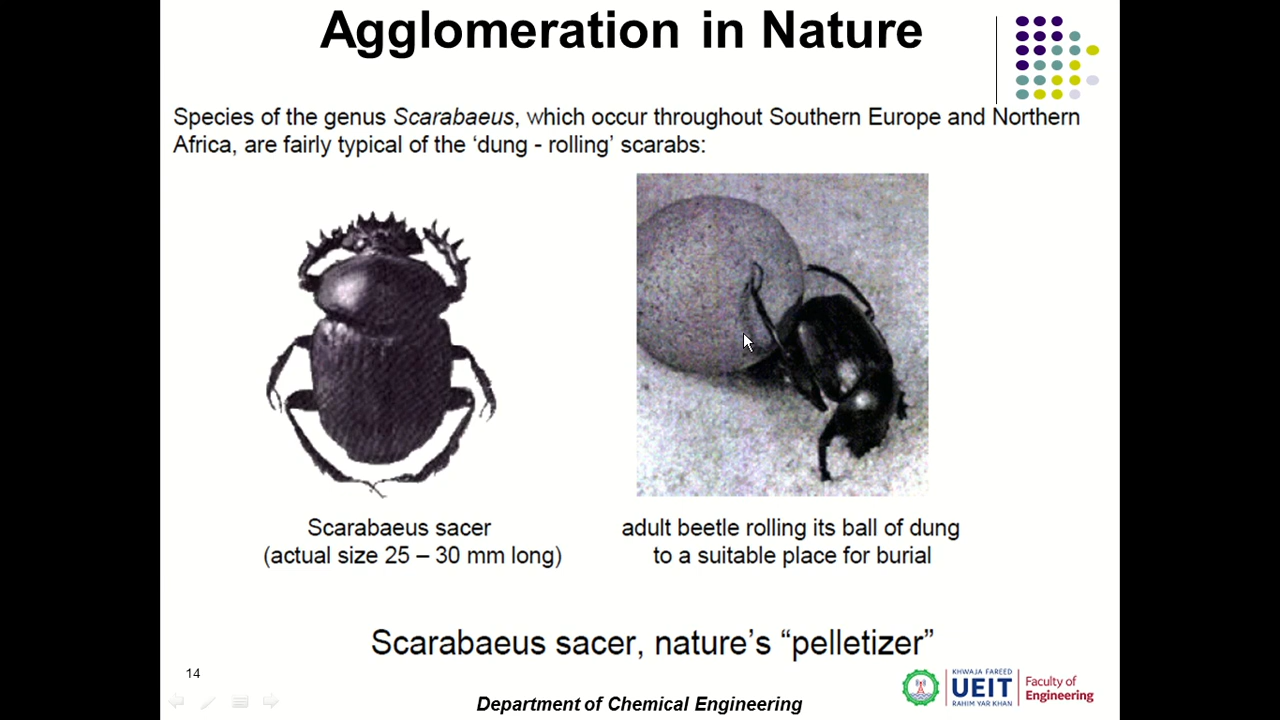 Agglomeration in Nature
Species of the genus Scarabaeus, which occur throughout Southern Europe and Northern
Africa, are fairly typical of the ‘dung - rolling’ scarabs:
Scarabaeus sacer
(actual size 25 – 30 mm long)
adult beetle rolling its ball of dung
to a suitable place for burial
Scarabaeus sacer, nature’s “pelletizer”
14
Department of Chemical Engineering
KHWAJA FAREED
UEIT
RAHIM YAR KHAN
Faculty of
Engineering